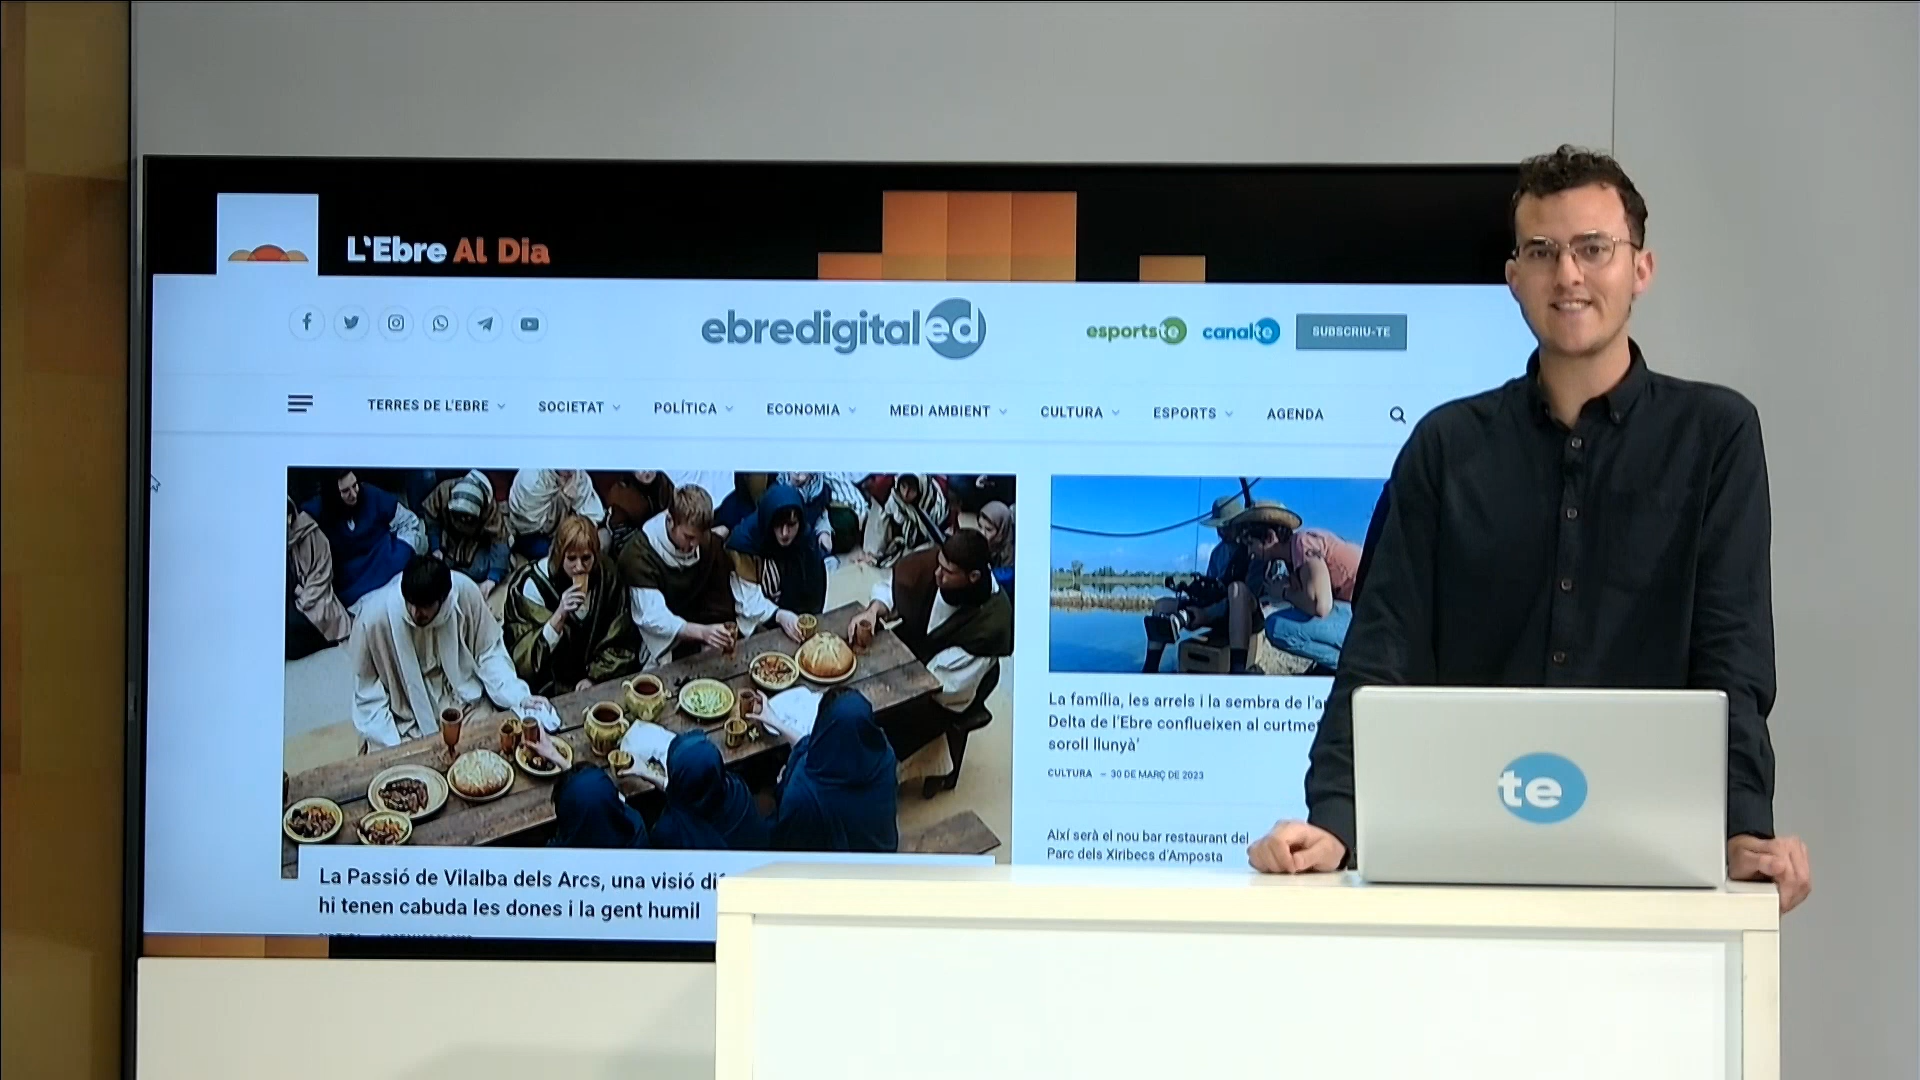 L'Ebre Al Dia
ebredigital ed
esports te
canal te
SUBSCRIU-TE
TERRES DE L'EBRE
SOCIETAT
POLÍTICA
ECONOMIA
MEDI AMBIENT
CULTURA
ESPORTS
AGENDA
La família, les arrels i la sembra de l'a
Delta de l'Ebre conflueixen al curtme
soroll llunyà'
CULTURA – 30 DE MARÇ DE 2023
Així serà el nou bar restaurant del
Parc dels Xiribecs d'Amposta
La Passió de Vilalba dels Arcs, una visió di
hi tenen cabuda les dones i la gent humil
te